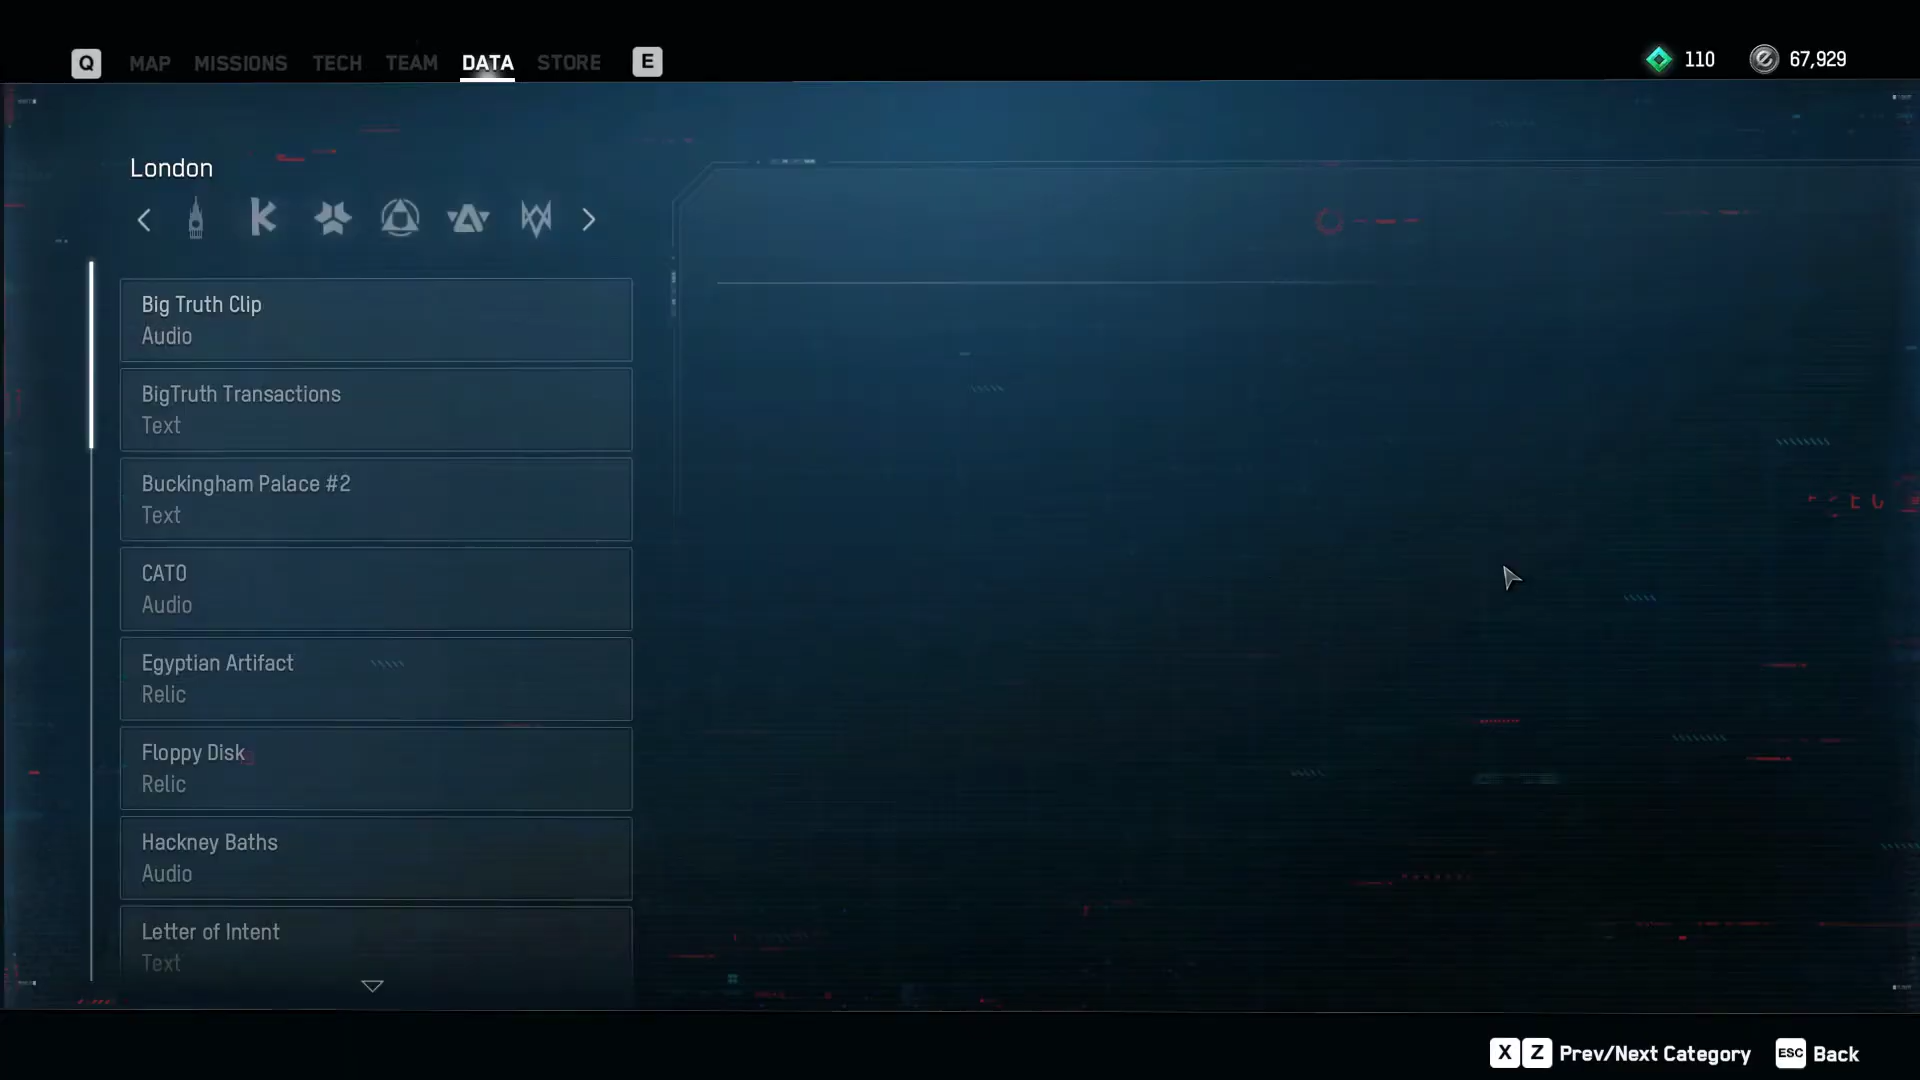 Q MAP MISSIONS TECH TEAM DATA STORE E 110 67,929
London
Big Truth Clip
Audio
BigTruth Transactions
Text
Buckingham Palace #2
Text
CATO
Audio
Egyptian Artifact
Relic
Floppy Disk
Relic
Hackney Baths
Audio
Letter of Intent
Text
X Z Prev/Next Category ESC Back